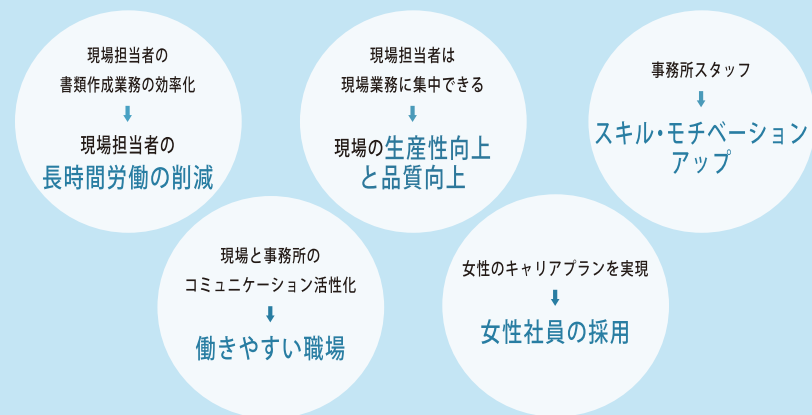 現場担当者の
書類作成業務の効率化
⬇
現場担当者の
長時間労働の削減
現場担当者は
現場業務に集中できる
⬇
現場の生産性向上
と品質向上
事務所スタッフ
⬇
スキル・モチベーション
アップ
現場と事務所の
コミュニケーション活性化
⬇
働きやすい職場
女性のキャリアプランを実現
⬇
女性社員の採用